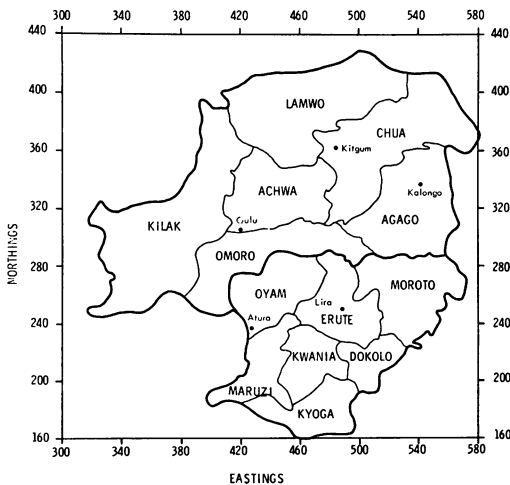 300 340 380 420 460 500 540 580
440 440
400 400
360 360
320 320
280 280
240 240
200 200
160 160
NORTHINGS
LAMWO
CHUA
Kitgum
ACHWA
Kalongo
KILAK
Gulu
AGAGO
OMORO
OYAM
MOROTO
Lira
Atura
ERUTE
KWANIA
DOKOLO
MARUZI
KYOGA
300 340 380 420 460 500 540 580
EASTINGS